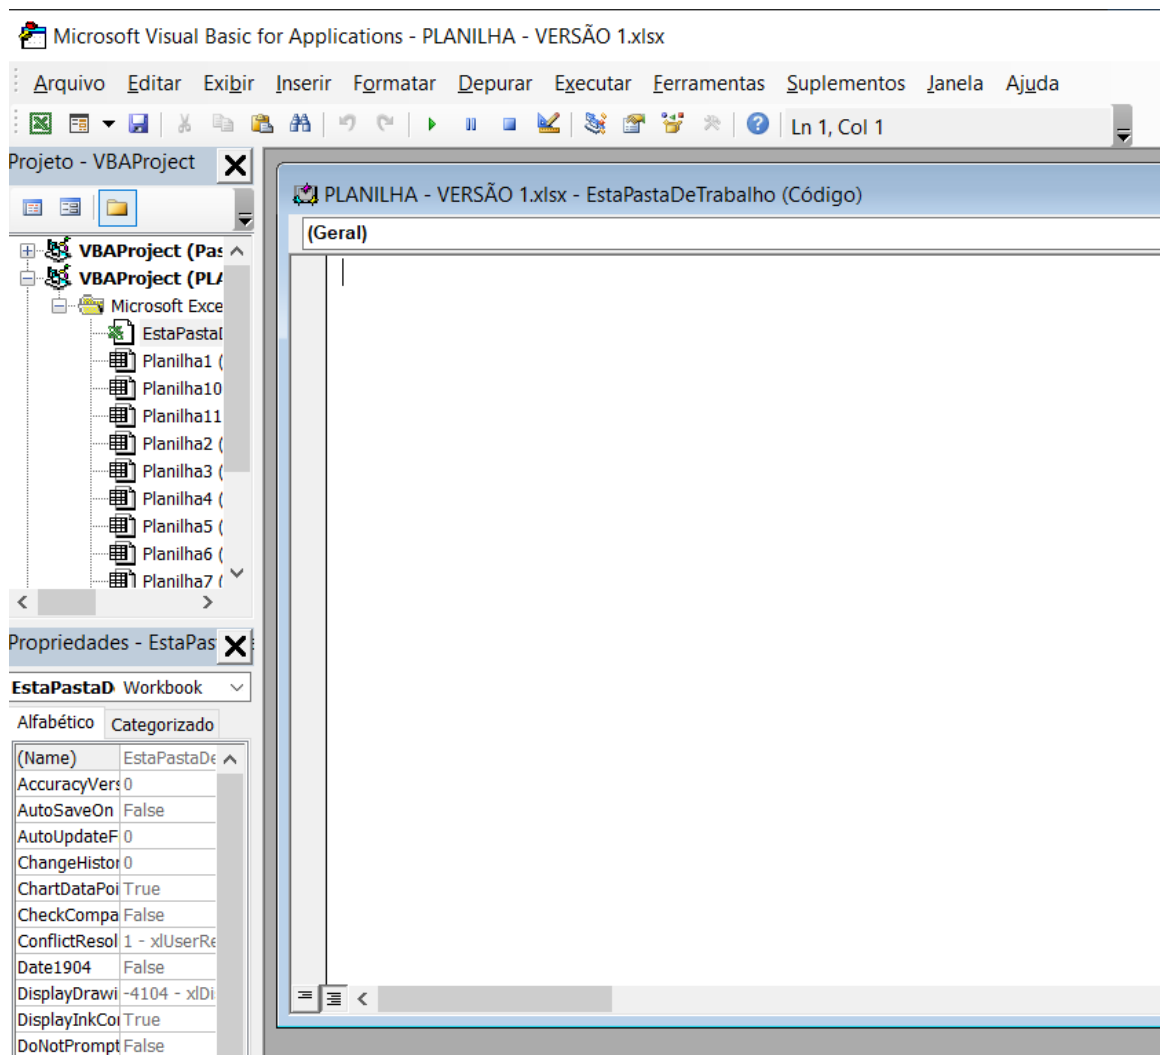 Microsoft Visual Basic for Applications - PLANILHA - VERSÃO 1.xlsx
Arquivo Editar Exibir Inserir Formatar Depurar Executar Ferramentas Suplementos Janela Ajuda
Ln 1, Col 1
Projeto - VBAProject
VBAProject (Pas
VBAProject (PLA
Microsoft Exce
EstaPastaD
Planilha1 (
Planilha10
Planilha11
Planilha2 (
Planilha3 (
Planilha4 (
Planilha5 (
Planilha6 (
Planilha7 (
Propriedades - EstaPas
EstaPastaD Workbook
Alfabético Categorizado
(Name) EstaPastaDe
AccuracyVers 0
AutoSaveOn False
AutoUpdateF 0
ChangeHistor 0
ChartDataPoi True
CheckCompa False
ConflictResol 1 - xlUserRe
Date1904 False
DisplayDrawi -4104 - xlDi
DisplayInkCor True
DoNotPrompt False
PLANILHA - VERSÃO 1.xlsx - EstaPastaDeTrabalho (Código)
(Geral)